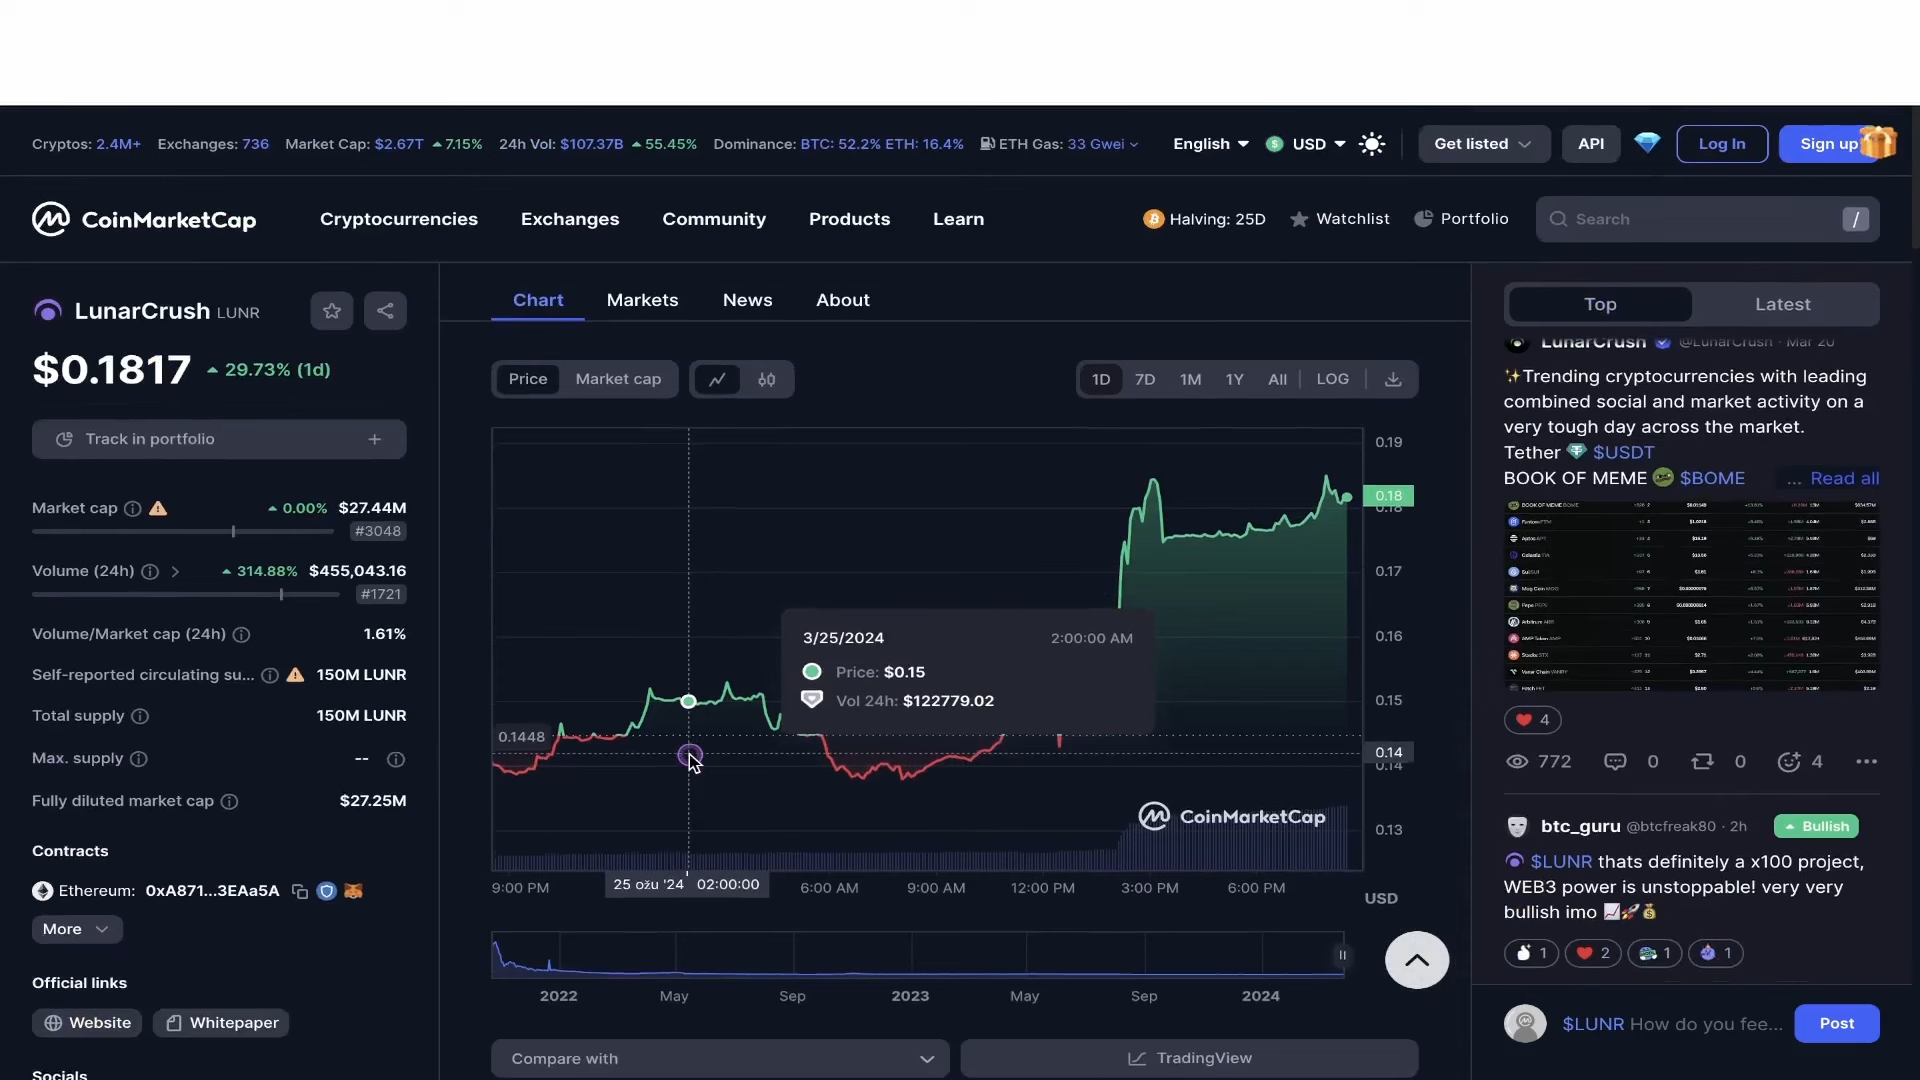 Cryptos: 2.4M+ Exchanges: 736 Market Cap: $2.67T 7.15% 24h Vol: $107.37B 55.45% Dominance: BTC: 52.2% ETH: 16.4% ETH Gas: 33 Gwei English USD Get listed API Log In Sign up
CoinMarketCap Cryptocurrencies Exchanges Community Products Learn Halving: 25D Watchlist Portfolio Search /
LunarCrush LUNR
$0.1817 29.73% (1d)
Track in portfolio +
Market cap 0.00% $27.44M
#3048
Volume (24h) 314.88% $455,043.16
#1721
Volume/Market cap (24h) 1.61%
Self-reported circulating su... 150M LUNR
Total supply 150M LUNR
Max. supply --
Fully diluted market cap $27.25M
Contracts
Ethereum: 0xA871...3EAa5A
More
Official links
Website Whitepaper
Socials
Chart Markets News About
Price Market cap 1D 7D 1M 1Y All LOG
0.19
0.18
0.18
0.17
0.16
0.15
0.14
0.14
0.13
0.1448
3/25/2024 2:00:00 AM
Price: $0.15
Vol 24h: $122779.02
CoinMarketCap
9:00 PM 25 ožu '24 02:00:00 6:00 AM 9:00 AM 12:00 PM 3:00 PM 6:00 PM
USD
2022 May Sep 2023 May Sep 2024
Compare with TradingView
Top Latest
LunarCrush @LunarCrush · Mar 20
✨Trending cryptocurrencies with leading
combined social and market activity on a
very tough day across the market.
Tether $USDT
BOOK OF MEME $BOME ... Read all
4
772 0 0 4
btc_guru @btcfreak80 · 2h Bullish
$LUNR thats definitely a x100 project,
WEB3 power is unstoppable! very very
bullish imo 📈🚀💰
1 2 1 1
$LUNR How do you fee... Post